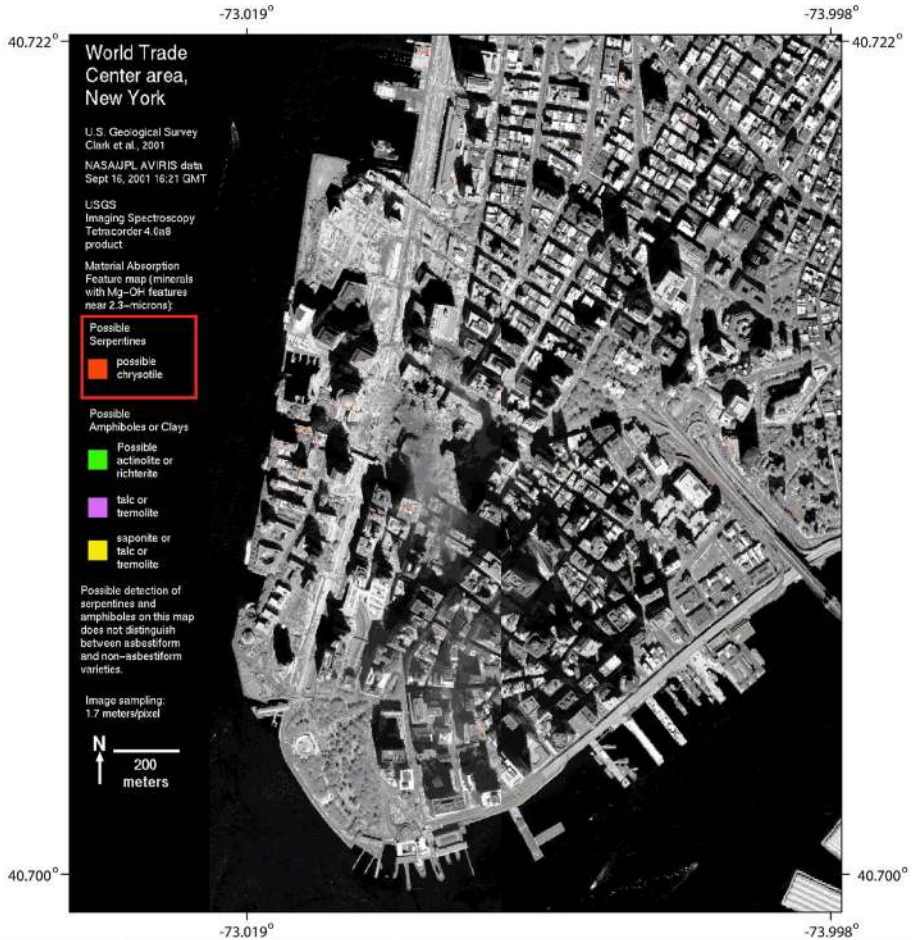 -73.019°
-73.998°
40.722°
40.722°
World Trade
Center area,
New York
U.S. Geological Survey
Clark et al., 2001
NASA/JPL AVIRIS data
Sept 16, 2001 16:21 GMT
USGS
Imaging Spectroscopy
Tetracorder 4.0a8
product
Material Absorption
Feature map (minerals
with Mg-OH features
near 2.3-microns):
Possible
Serpentines
possible
chrysotile
Possible
Amphiboles or Clays
Possible
actinolite or
richterite
talc or
tremolite
saponite or
talc or
tremolite
Possible detection of
serpentines and
amphiboles on this map
does not distinguish
between asbestiform
and non-asbestiform
varieties.
Image sampling:
1.7 meters/pixel
N
200
meters
40.700°
40.700°
-73.019°
-73.998°